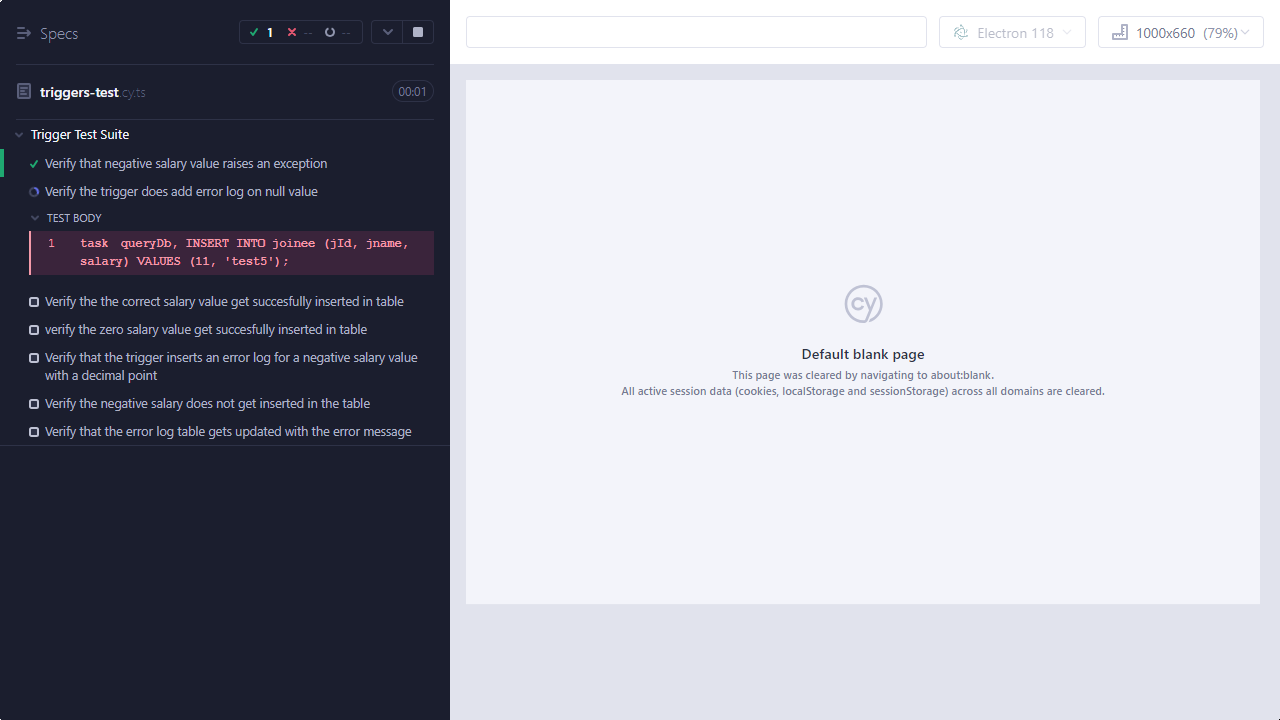 Specs
1 -- --
triggers-test.cy.ts
00:01
Trigger Test Suite
Verify that negative salary value raises an exception
Verify the trigger does add error log on null value
TEST BODY
1 task queryDb, INSERT INTO joinee (jId, jname,
salary) VALUES (11, 'test5');
Verify the the correct salary value get succesfully inserted in table
verify the zero salary value get succesfully inserted in table
Verify that the trigger inserts an error log for a negative salary value
with a decimal point
Verify the negative salary does not get inserted in the table
Verify that the error log table gets updated with the error message
Electron 118
1000x660 (79%)
cy
Default blank page
This page was cleared by navigating to about:blank.
All active session data (cookies, localStorage and sessionStorage) across all domains are cleared.